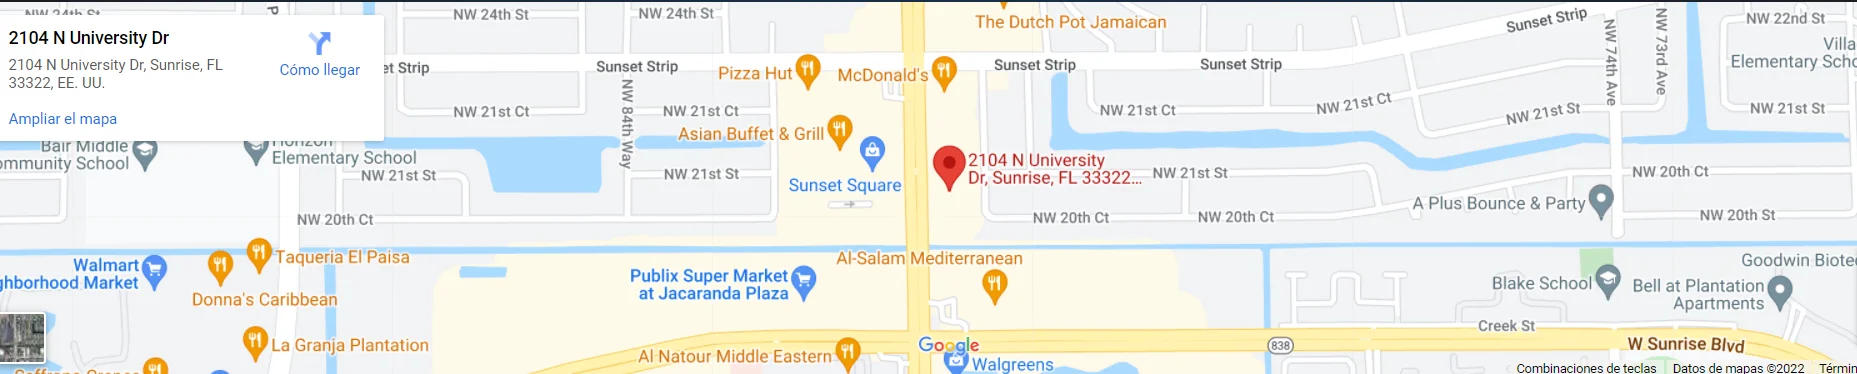 NW 24th St
NW 24th St
NW 24th St
The Dutch Pot Jamaican
Sunset Strip
NW 22nd St
2104 N University Dr
2104 N University Dr, Sunrise, FL
33322, EE. UU.
Cómo llegar
Ampliar el mapa
et Strip
Sunset Strip
Pizza Hut
McDonald's
Sunset Strip
Sunset Strip
NW 74th Ave
NW 73rd Ave
Villa
Elementary Scho
NW 21st Ct
NW 84th Way
NW 21st Ct
NW 21st Ct
NW 21st Ct
NW 21st St
NW 21st St
Asian Buffet & Grill
Bair Middle
ommunity School
Horizon
Elementary School
NW 21st St
NW 21st St
Sunset Square
2104 N University
Dr, Sunrise, FL 33322...
NW 21st St
NW 20th Ct
A Plus Bounce & Party
NW 20th Ct
NW 20th Ct
NW 20th Ct
NW 20th St
Taqueria El Paisa
Walmart
ghborhood Market
Donna's Caribbean
Publix Super Market
at Jacaranda Plaza
Al-Salam Mediterranean
Blake School
Goodwin Biotec
Bell at Plantation
Apartments
La Granja Plantation
Al Natour Middle Eastern
Google
Walgreens
838
Creek St
W Sunrise Blvd
Combinaciones de teclas
Datos de mapas ©2022
Términ